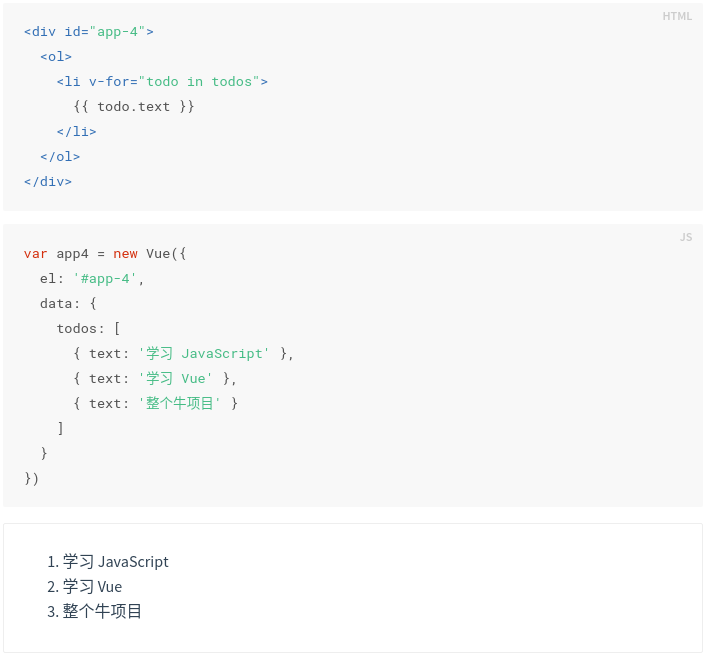 HTML
<div id="app-4">
  <ol>
    <li v-for="todo in todos">
      {{ todo.text }}
    </li>
  </ol>
</div>
JS
var app4 = new Vue({
  el: '#app-4',
  data: {
    todos: [
      { text: '学习 JavaScript' },
      { text: '学习 Vue' },
      { text: '整个牛项目' }
    ]
  }
})
1. 学习 JavaScript
2. 学习 Vue
3. 整个牛项目